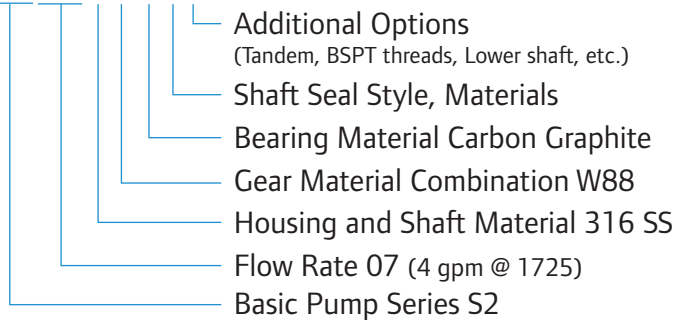 Additional Options
(Tandem, BSPT threads, Lower shaft, etc.)
Shaft Seal Style, Materials
Bearing Material Carbon Graphite
Gear Material Combination W88
Housing and Shaft Material 316 SS
Flow Rate 07 (4 gpm @ 1725)
Basic Pump Series S2